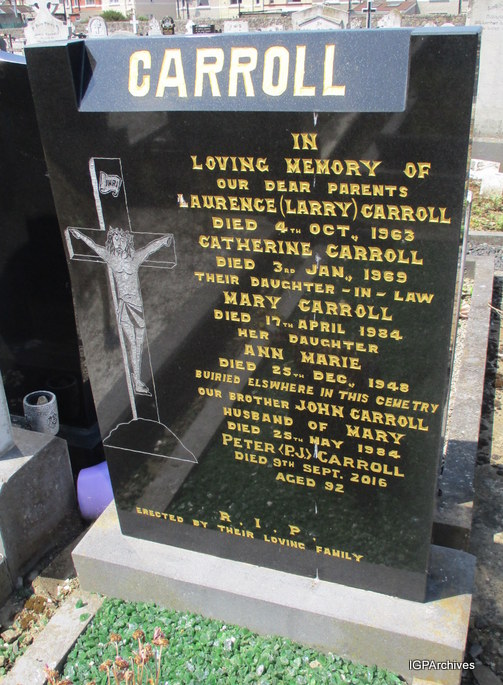 CARROLL
INRI
IN
LOVING MEMORY OF
OUR DEAR PARENTS
LAURENCE (LARRY) CARROLL
DIED 4TH OCT., 1963
CATHERINE CARROLL
DIED 3RD JAN., 1969
THEIR DAUGHTER-IN-LAW
MARY CARROLL
DIED 17TH APRIL 1984
HER DAUGHTER
ANN MARIE
DIED 25TH DEC., 1948
BUIRIED ELSWHERE IN THIS CEMETRY
OUR BROTHER JOHN CARROLL
HUSBAND OF MARY
DIED 25TH MAY 1984
PETER (P.J.) CARROLL
DIED 9TH SEPT. 2016
AGED 92
R.I.P.
ERECTED BY THEIR LOVING FAMILY
IGPArchives